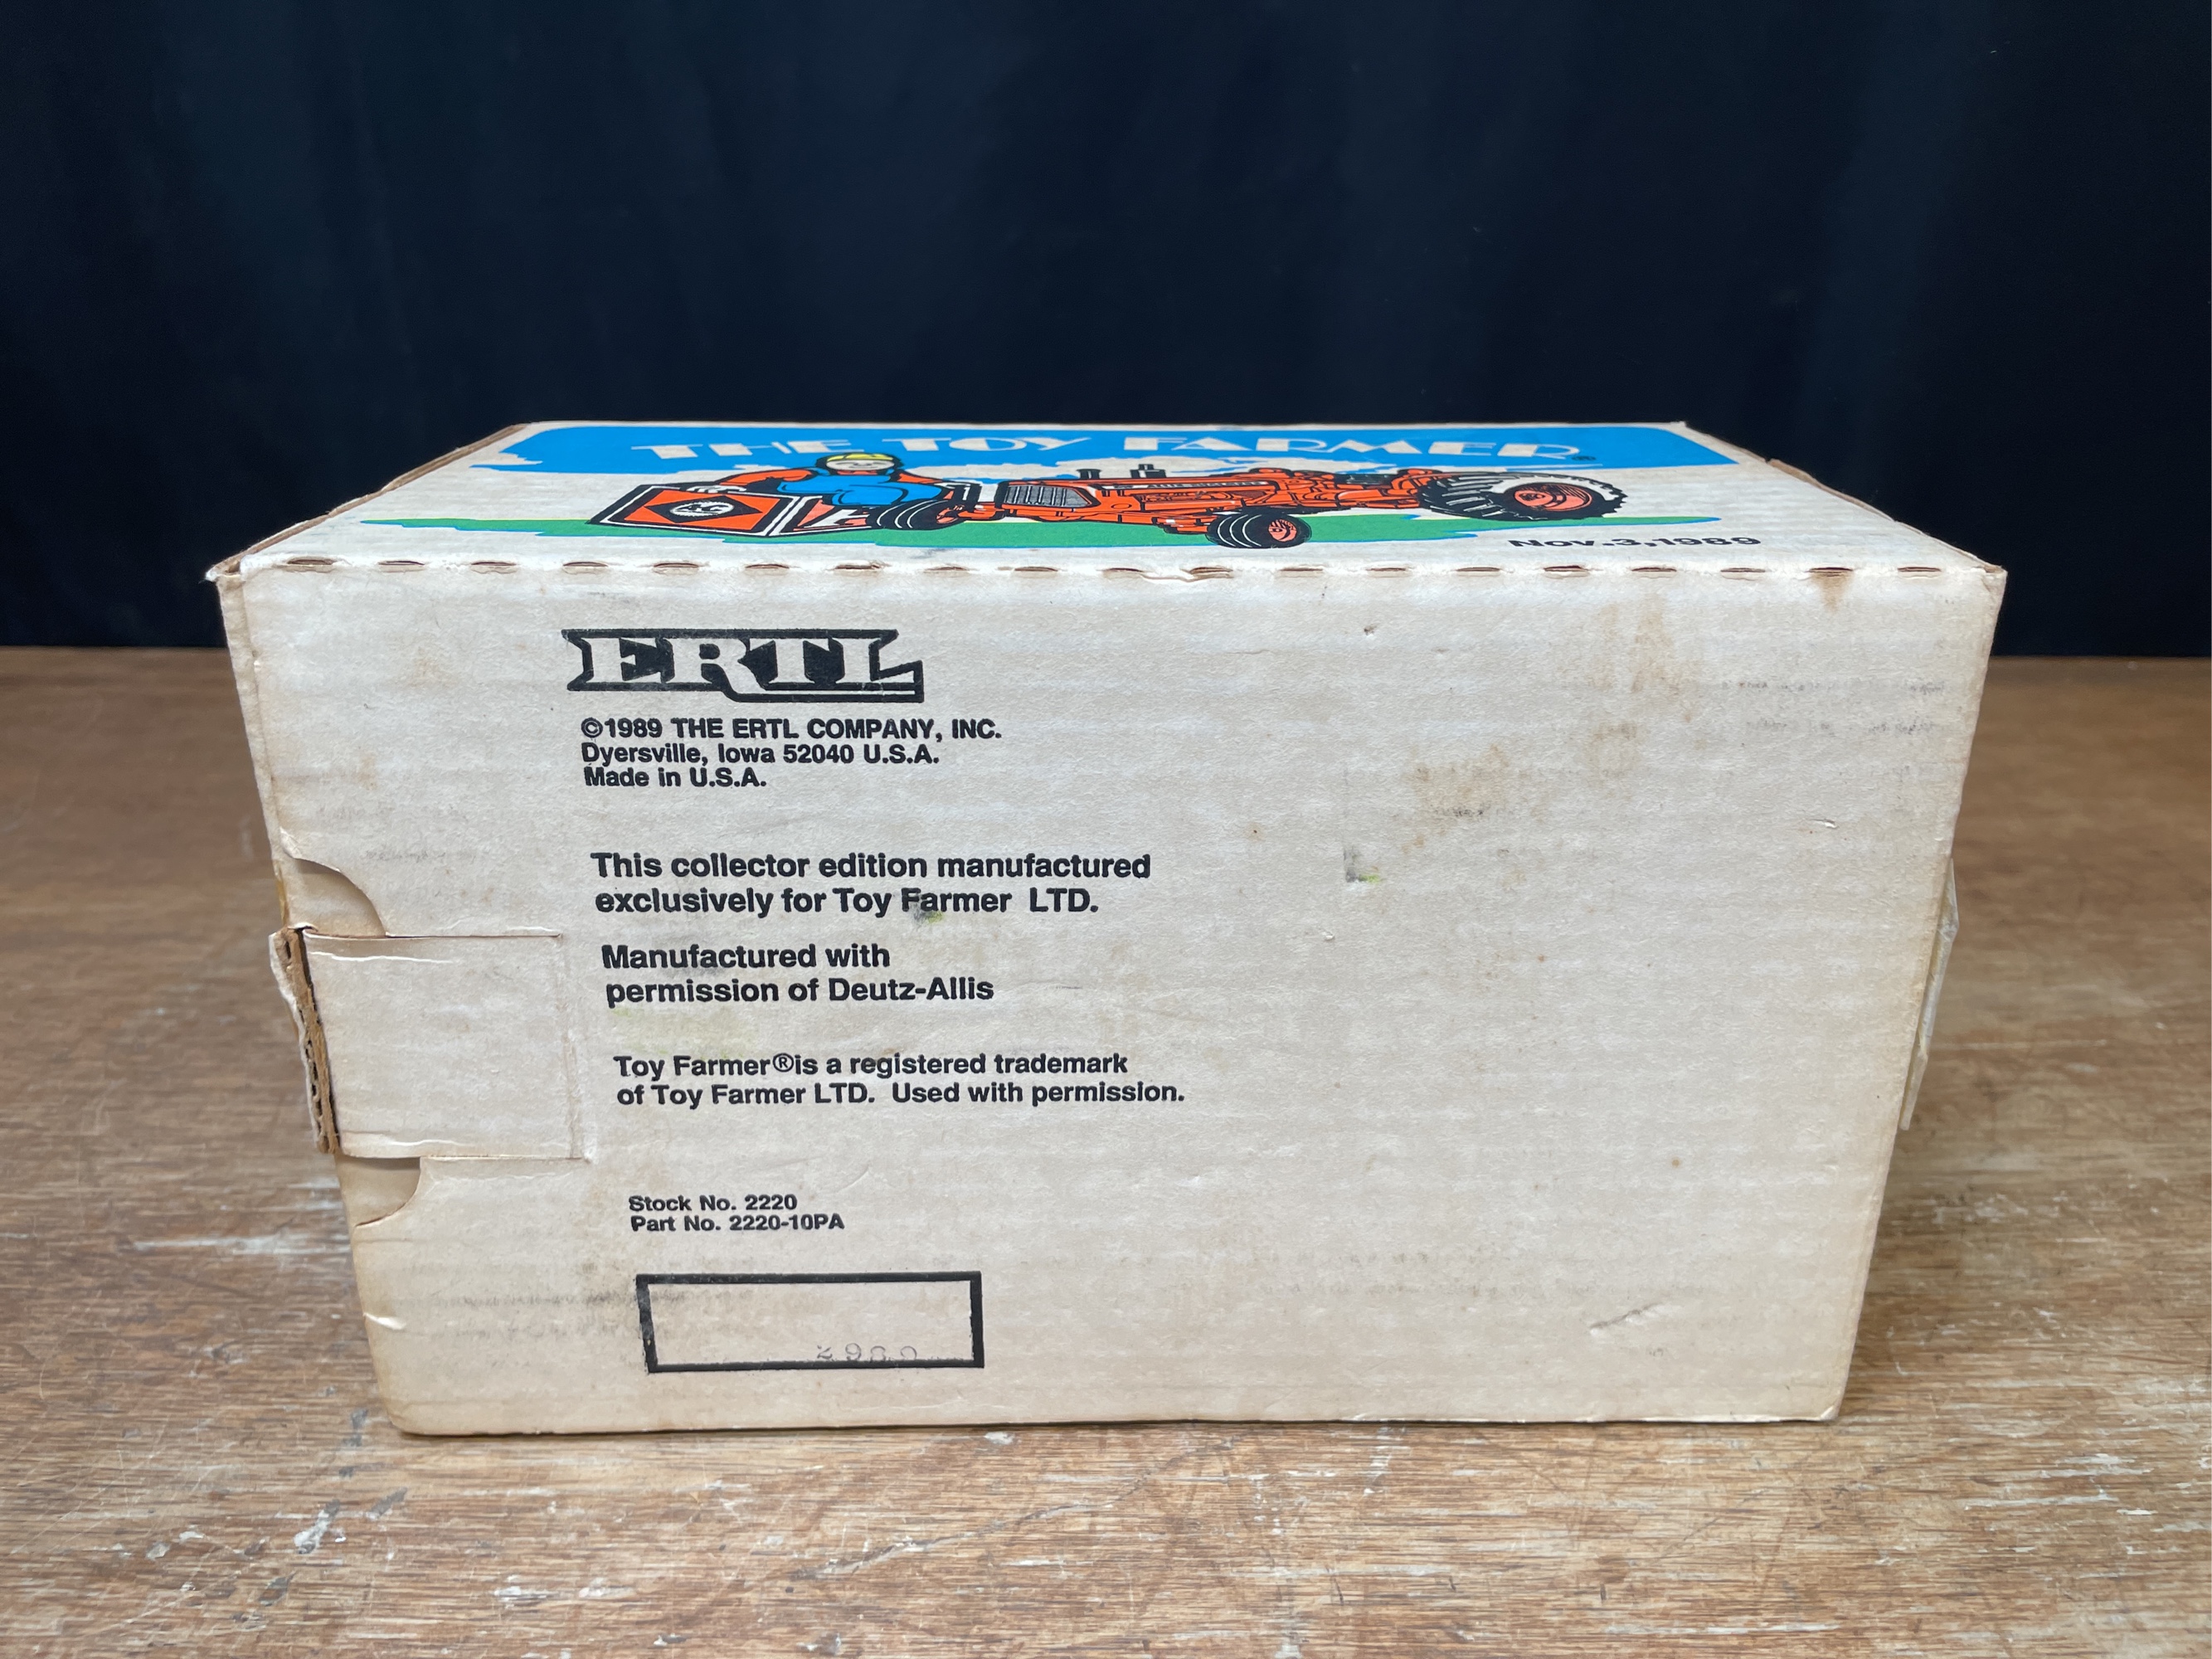 THE TOY FARMER®
Nov.3,1989
ERTL
©1989 THE ERTL COMPANY, INC.
Dyersville, Iowa 52040 U.S.A.
Made in U.S.A.
This collector edition manufactured
exclusively for Toy Farmer LTD.
Manufactured with
permission of Deutz-Allis
Toy Farmer®is a registered trademark
of Toy Farmer LTD. Used with permission.
Stock No. 2220
Part No. 2220-10PA